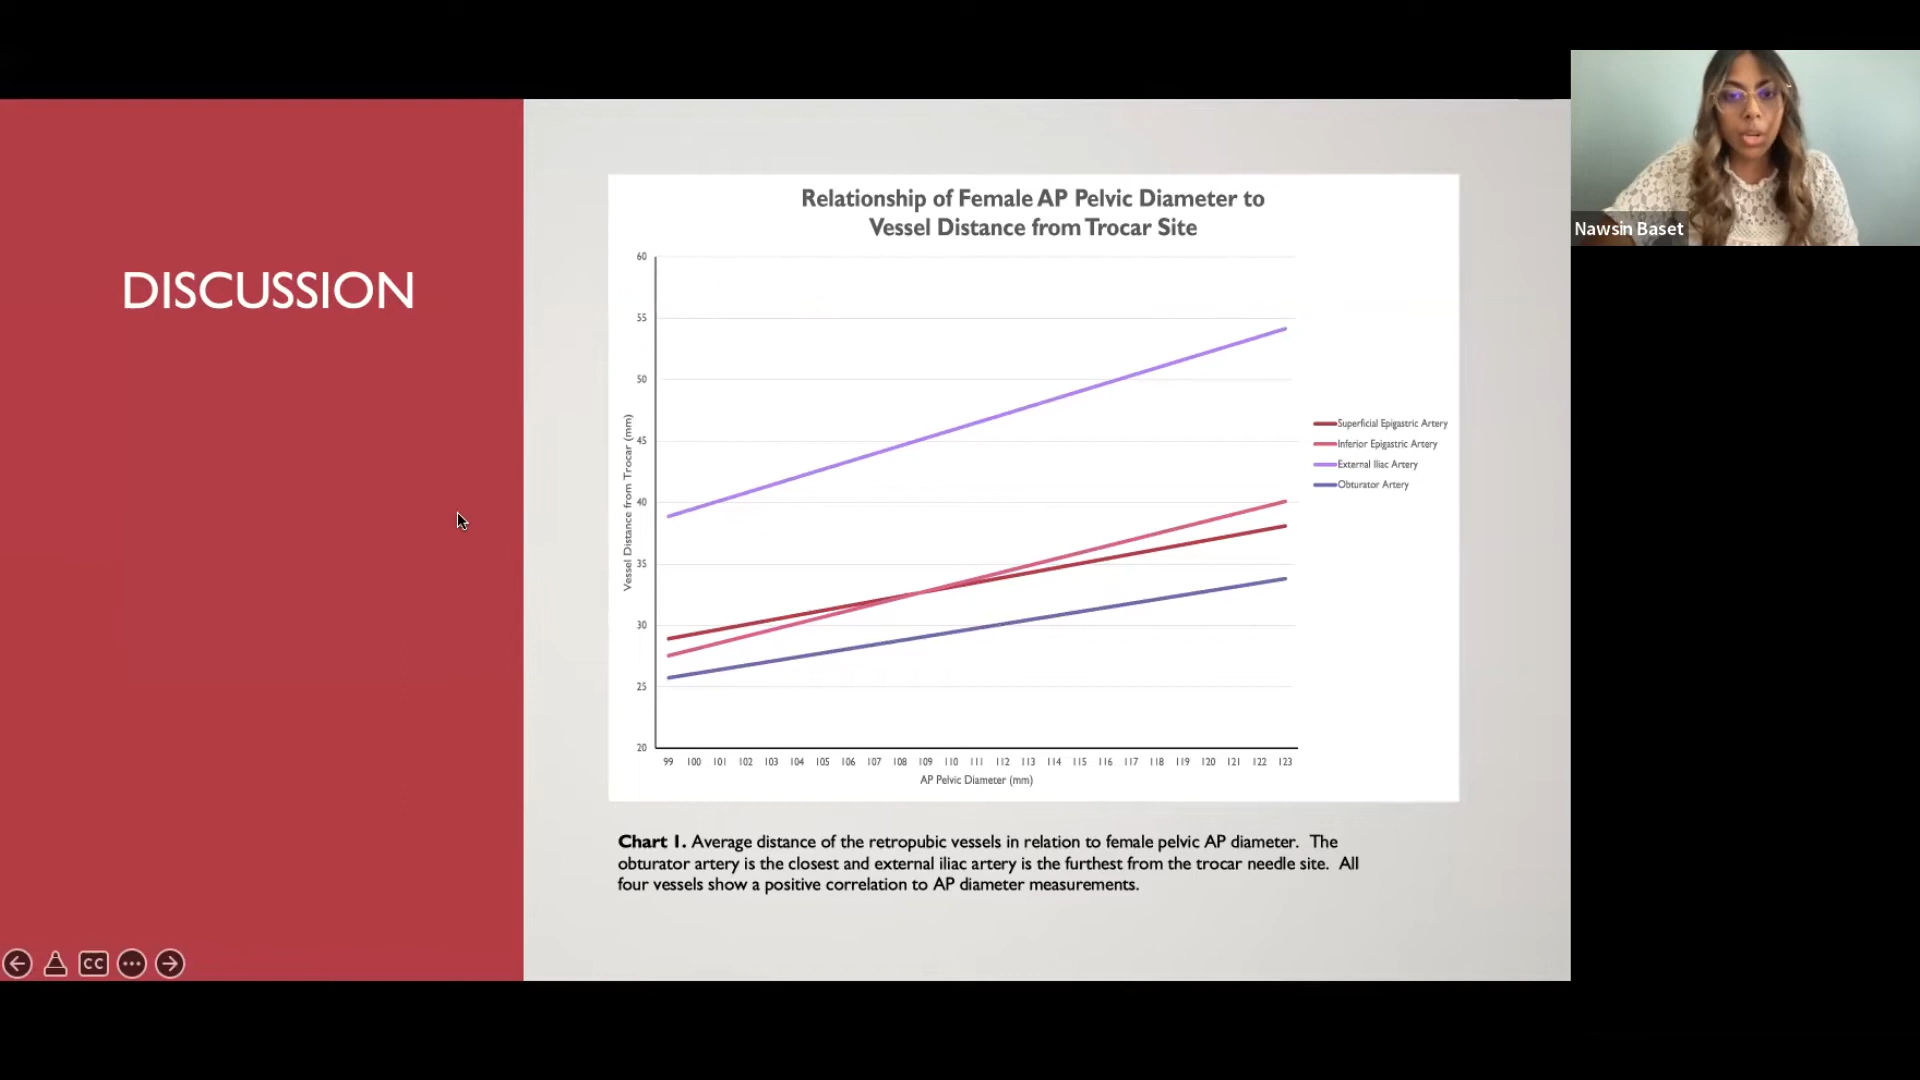 DISCUSSION
Relationship of Female AP Pelvic Diameter to
Vessel Distance from Trocar Site
60
55
50
45
40
35
30
25
20
Vessel Distance from Trocar (mm)
99 100 101 102 103 104 105 106 107 108 109 110 111 112 113 114 115 116 117 118 119 120 121 122 123
AP Pelvic Diameter (mm)
Superficial Epigastric Artery
Inferior Epigastric Artery
External Iliac Artery
Obturator Artery
Chart 1. Average distance of the retropubic vessels in relation to female pelvic AP diameter. The
obturator artery is the closest and external iliac artery is the furthest from the trocar needle site. All
four vessels show a positive correlation to AP diameter measurements.
CC
Nawsin Baset